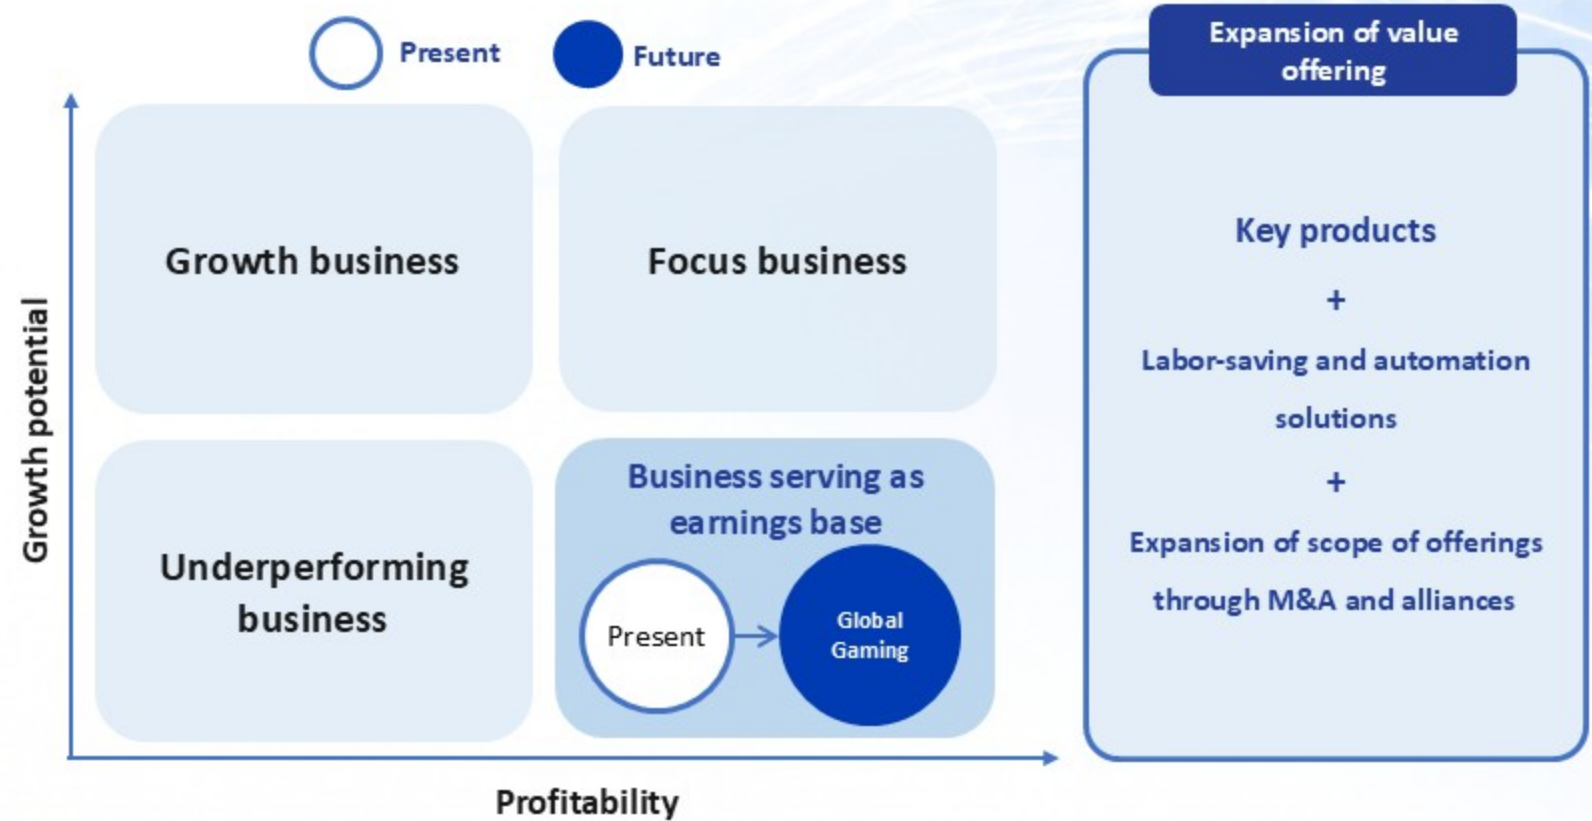 Present
Future
Growth potential
Growth business
Focus business
Underperforming
business
Business serving as
earnings base
Present
Global
Gaming
Profitability
Expansion of value
offering
Key products
+
Labor-saving and automation
solutions
+
Expansion of scope of offerings
through M&A and alliances